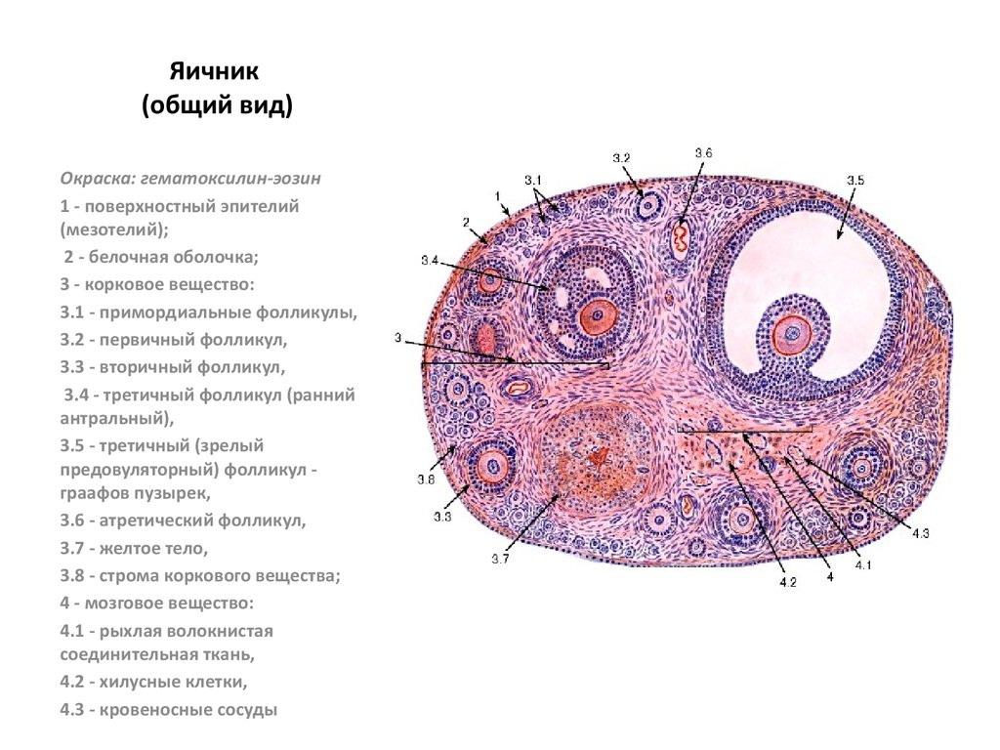 Яичник
(общий вид)
Окраска: гематоксилин-эозин
1 - поверхностный эпителий
(мезотелий);
2 - белочная оболочка;
3 - корковое вещество:
3.1 - примордиальные фолликулы,
3.2 - первичный фолликул,
3.3 - вторичный фолликул,
3.4 - третичный фолликул (ранний
антральный),
3.5 - третичный (зрелый
предовуляторный) фолликул -
граафов пузырек,
3.6 - атретический фолликул,
3.7 - желтое тело,
3.8 - строма коркового вещества;
4 - мозговое вещество:
4.1 - рыхлая волокнистая
соединительная ткань,
4.2 - хилусные клетки,
4.3 - кровеносные сосуды
3.2
3.6
3.1
3.5
1
2
3.4
3
3.8
3.3
3.7
4.3
4.1
4
4.2